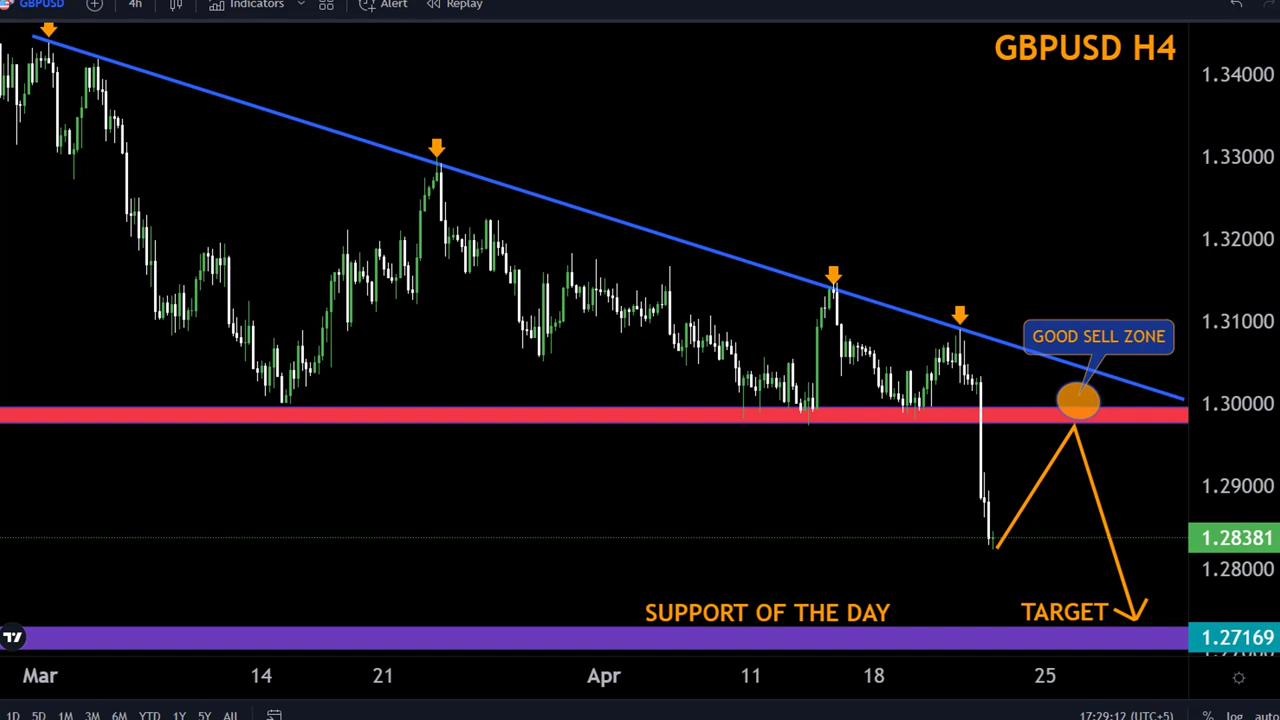 GBPUSD 4h Indicators Alert Replay
GBPUSD H4
1.34000
1.33000
1.32000
1.31000
GOOD SELL ZONE
1.30000
1.29000
1.28381
1.28000
SUPPORT OF THE DAY
TARGET
1.27169
Mar 14 21 Apr 11 18 25
1D 5D 1M 3M 6M YTD 1Y 5Y All 17:29:12 (UTC+5) % log auto